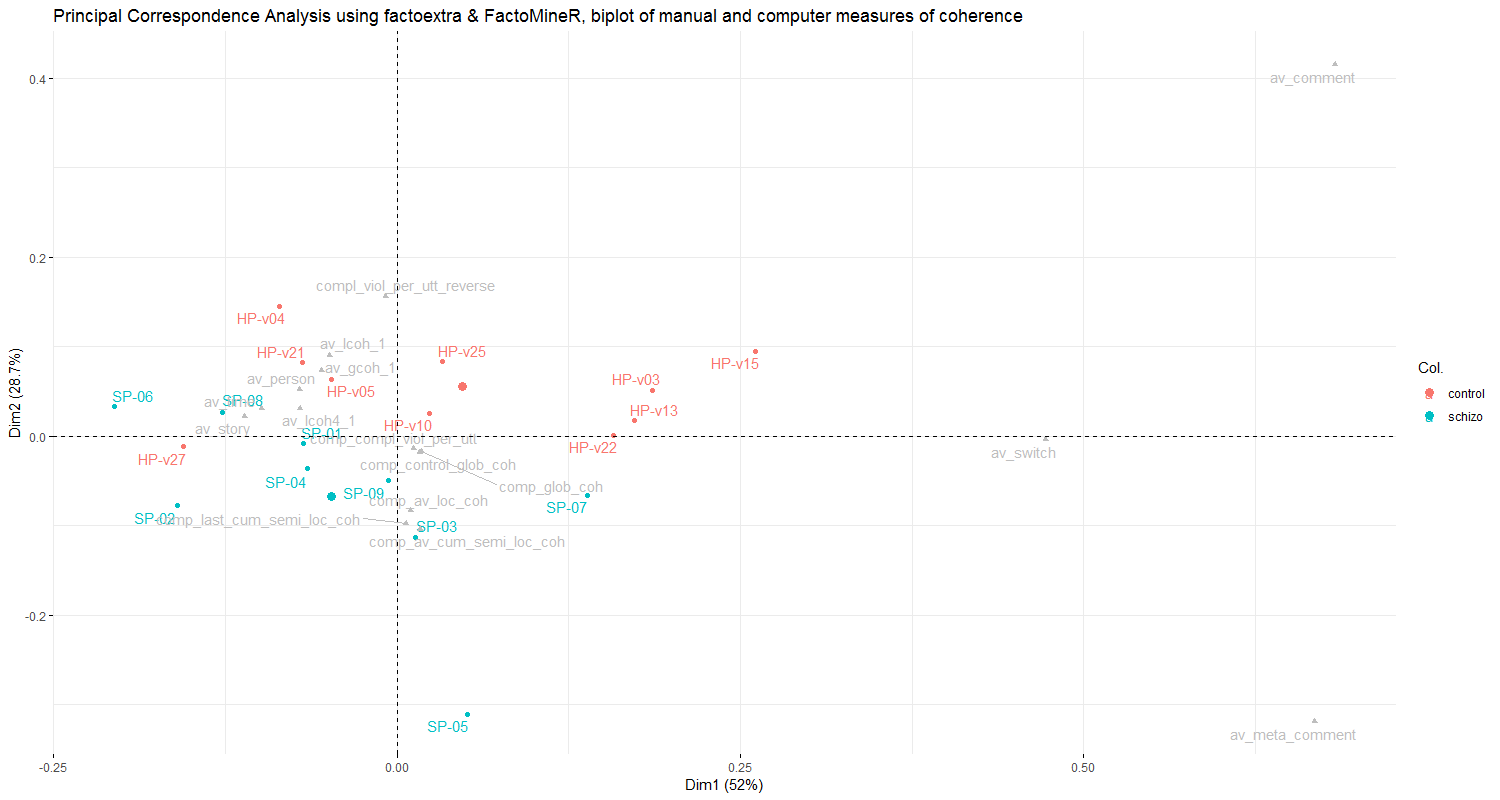 Principal Correspondence Analysis using factoextra & FactoMineR, biplot of manual and computer measures of coherence
av_comment
0.4
compl_viol_per_utt_reverse
0.2
HP-v04
av_lcoh_1
HP-v21
HP-v25
av_gcoh_1
HP-v15
av_person
HP-v03
HP-v05
SP-06
SP-08
HP-v13
av_lcoh4_1
HP-v10
av_story
SP-01
comp_compl_viol_per_utt
0.0
HP-v22
av_switch
HP-v27
comp_control_glob_coh
SP-04
comp_glob_coh
SP-09
comp_av_loc_coh
SP-07
SP-02
comp_last_cum_semi_loc_coh
SP-03
comp_av_cum_semi_loc_coh
-0.2
SP-05
av_meta_comment
-0.25
0.00
0.25
0.50
Dim1 (52%)
Dim2 (28.7%)
Col.
control
schizo